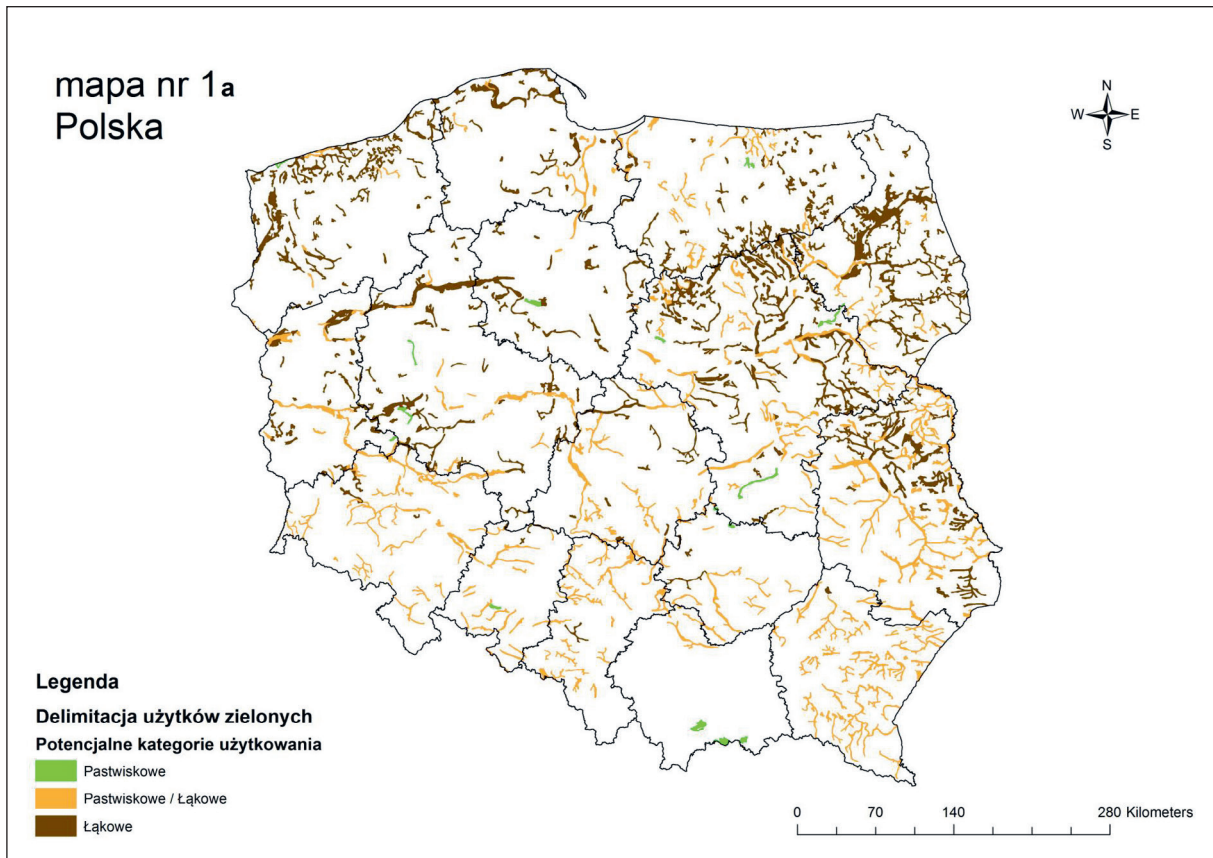 mapa nr 1a
Polska
N
W E
S
Legenda
Delimitacja użytków zielonych
Potencjalne kategorie użytkowania
Pastwiskowe
Pastwiskowe / Łąkowe
Łąkowe
0 70 140 280 Kilometers